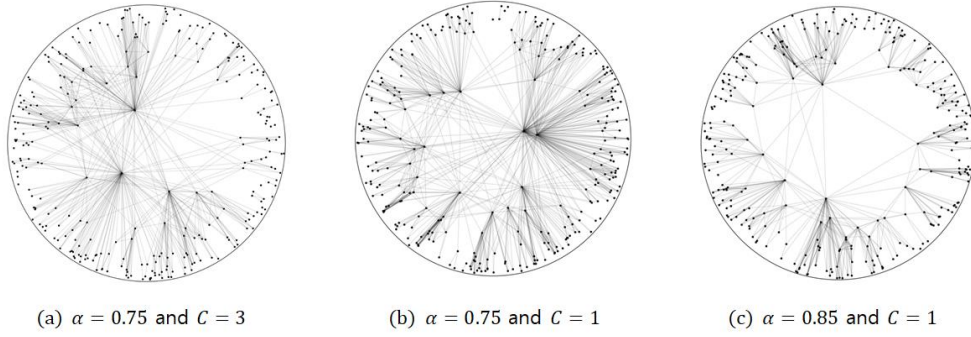 (a) α = 0.75 and C = 3
(b) α = 0.75 and C = 1
(c) α = 0.85 and C = 1